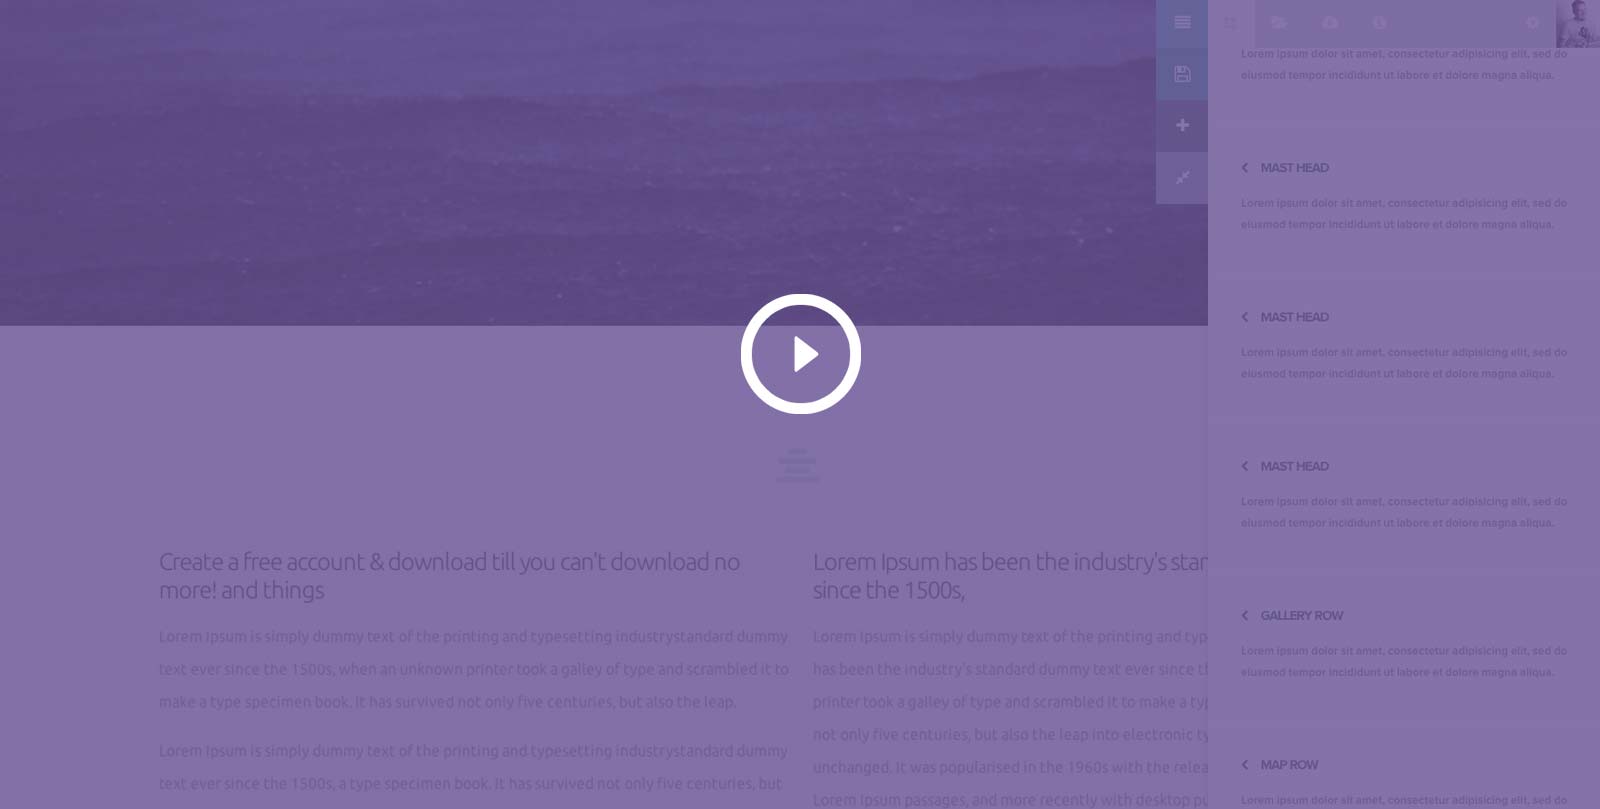 Lorem ipsum dolor sit amet, consectetur adipisicing elit, sed do
eiusmod tempor incididunt ut labore et dolore magna aliqua.
MAST HEAD
Lorem ipsum dolor sit amet, consectetur adipisicing elit, sed do
eiusmod tempor incididunt ut labore et dolore magna aliqua.
MAST HEAD
Lorem ipsum dolor sit amet, consectetur adipisicing elit, sed do
eiusmod tempor incididunt ut labore et dolore magna aliqua.
MAST HEAD
Lorem ipsum dolor sit amet, consectetur adipisicing elit, sed do
eiusmod tempor incididunt ut labore et dolore magna aliqua.
GALLERY ROW
Lorem ipsum dolor sit amet, consectetur adipisicing elit, sed do
eiusmod tempor incididunt ut labore et dolore magna aliqua.
MAP ROW
Lorem ipsum dolor sit amet, consectetur adipisicing elit, sed do
Create a free account & download till you can't download no
more! and things
Lorem Ipsum is simply dummy text of the printing and typesetting industrystandard dummy
text ever since the 1500s, when an unknown printer took a galley of type and scrambled it to
make a type specimen book. It has survived not only five centuries, but also the leap.
Lorem Ipsum is simply dummy text of the printing and typesetting industrystandard dummy
text ever since the 1500s, a type specimen book. It has survived not only five centuries, but
Lorem Ipsum has been the industry's star
since the 1500s,
Lorem Ipsum is simply dummy text of the printing and typ
has been the industry's standard dummy text ever since th
printer took a galley of type and scrambled it to make a typ
not only five centuries, but also the leap into electronic ty
unchanged. It was popularised in the 1960s with the relea
Lorem Ipsum passages, and more recently with desktop pu